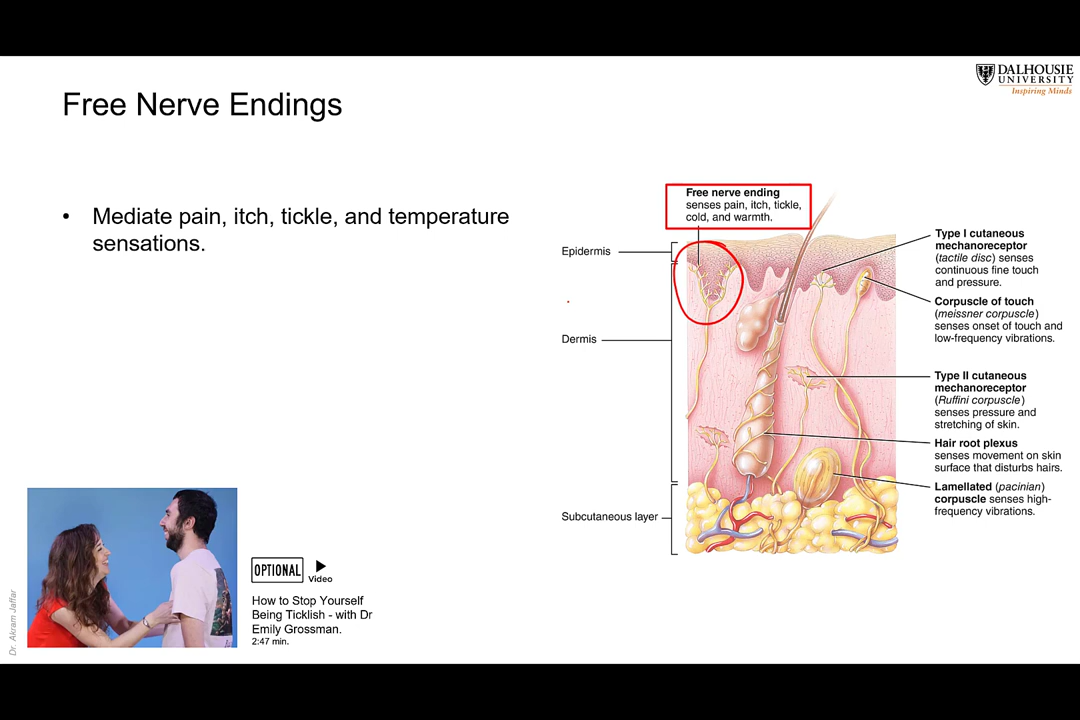 DALHOUSIE
UNIVERSITY
Inspiring Minds
Free Nerve Endings
• Mediate pain, itch, tickle, and temperature
sensations.
Free nerve ending
senses pain, itch, tickle,
cold, and warmth.
Epidermis
Dermis
Subcutaneous layer
Type I cutaneous
mechanoreceptor
(tactile disc) senses
continuous fine touch
and pressure.
Corpuscle of touch
(meissner corpuscle)
senses onset of touch and
low-frequency vibrations.
Type II cutaneous
mechanoreceptor
(Ruffini corpuscle)
senses pressure and
stretching of skin.
Hair root plexus
senses movement on skin
surface that disturbs hairs.
Lamellated (pacinian)
corpuscle senses high-
frequency vibrations.
OPTIONAL
Video
How to Stop Yourself
Being Ticklish - with Dr
Emily Grossman.
2:47 min.
Dr. Akram Jaffar